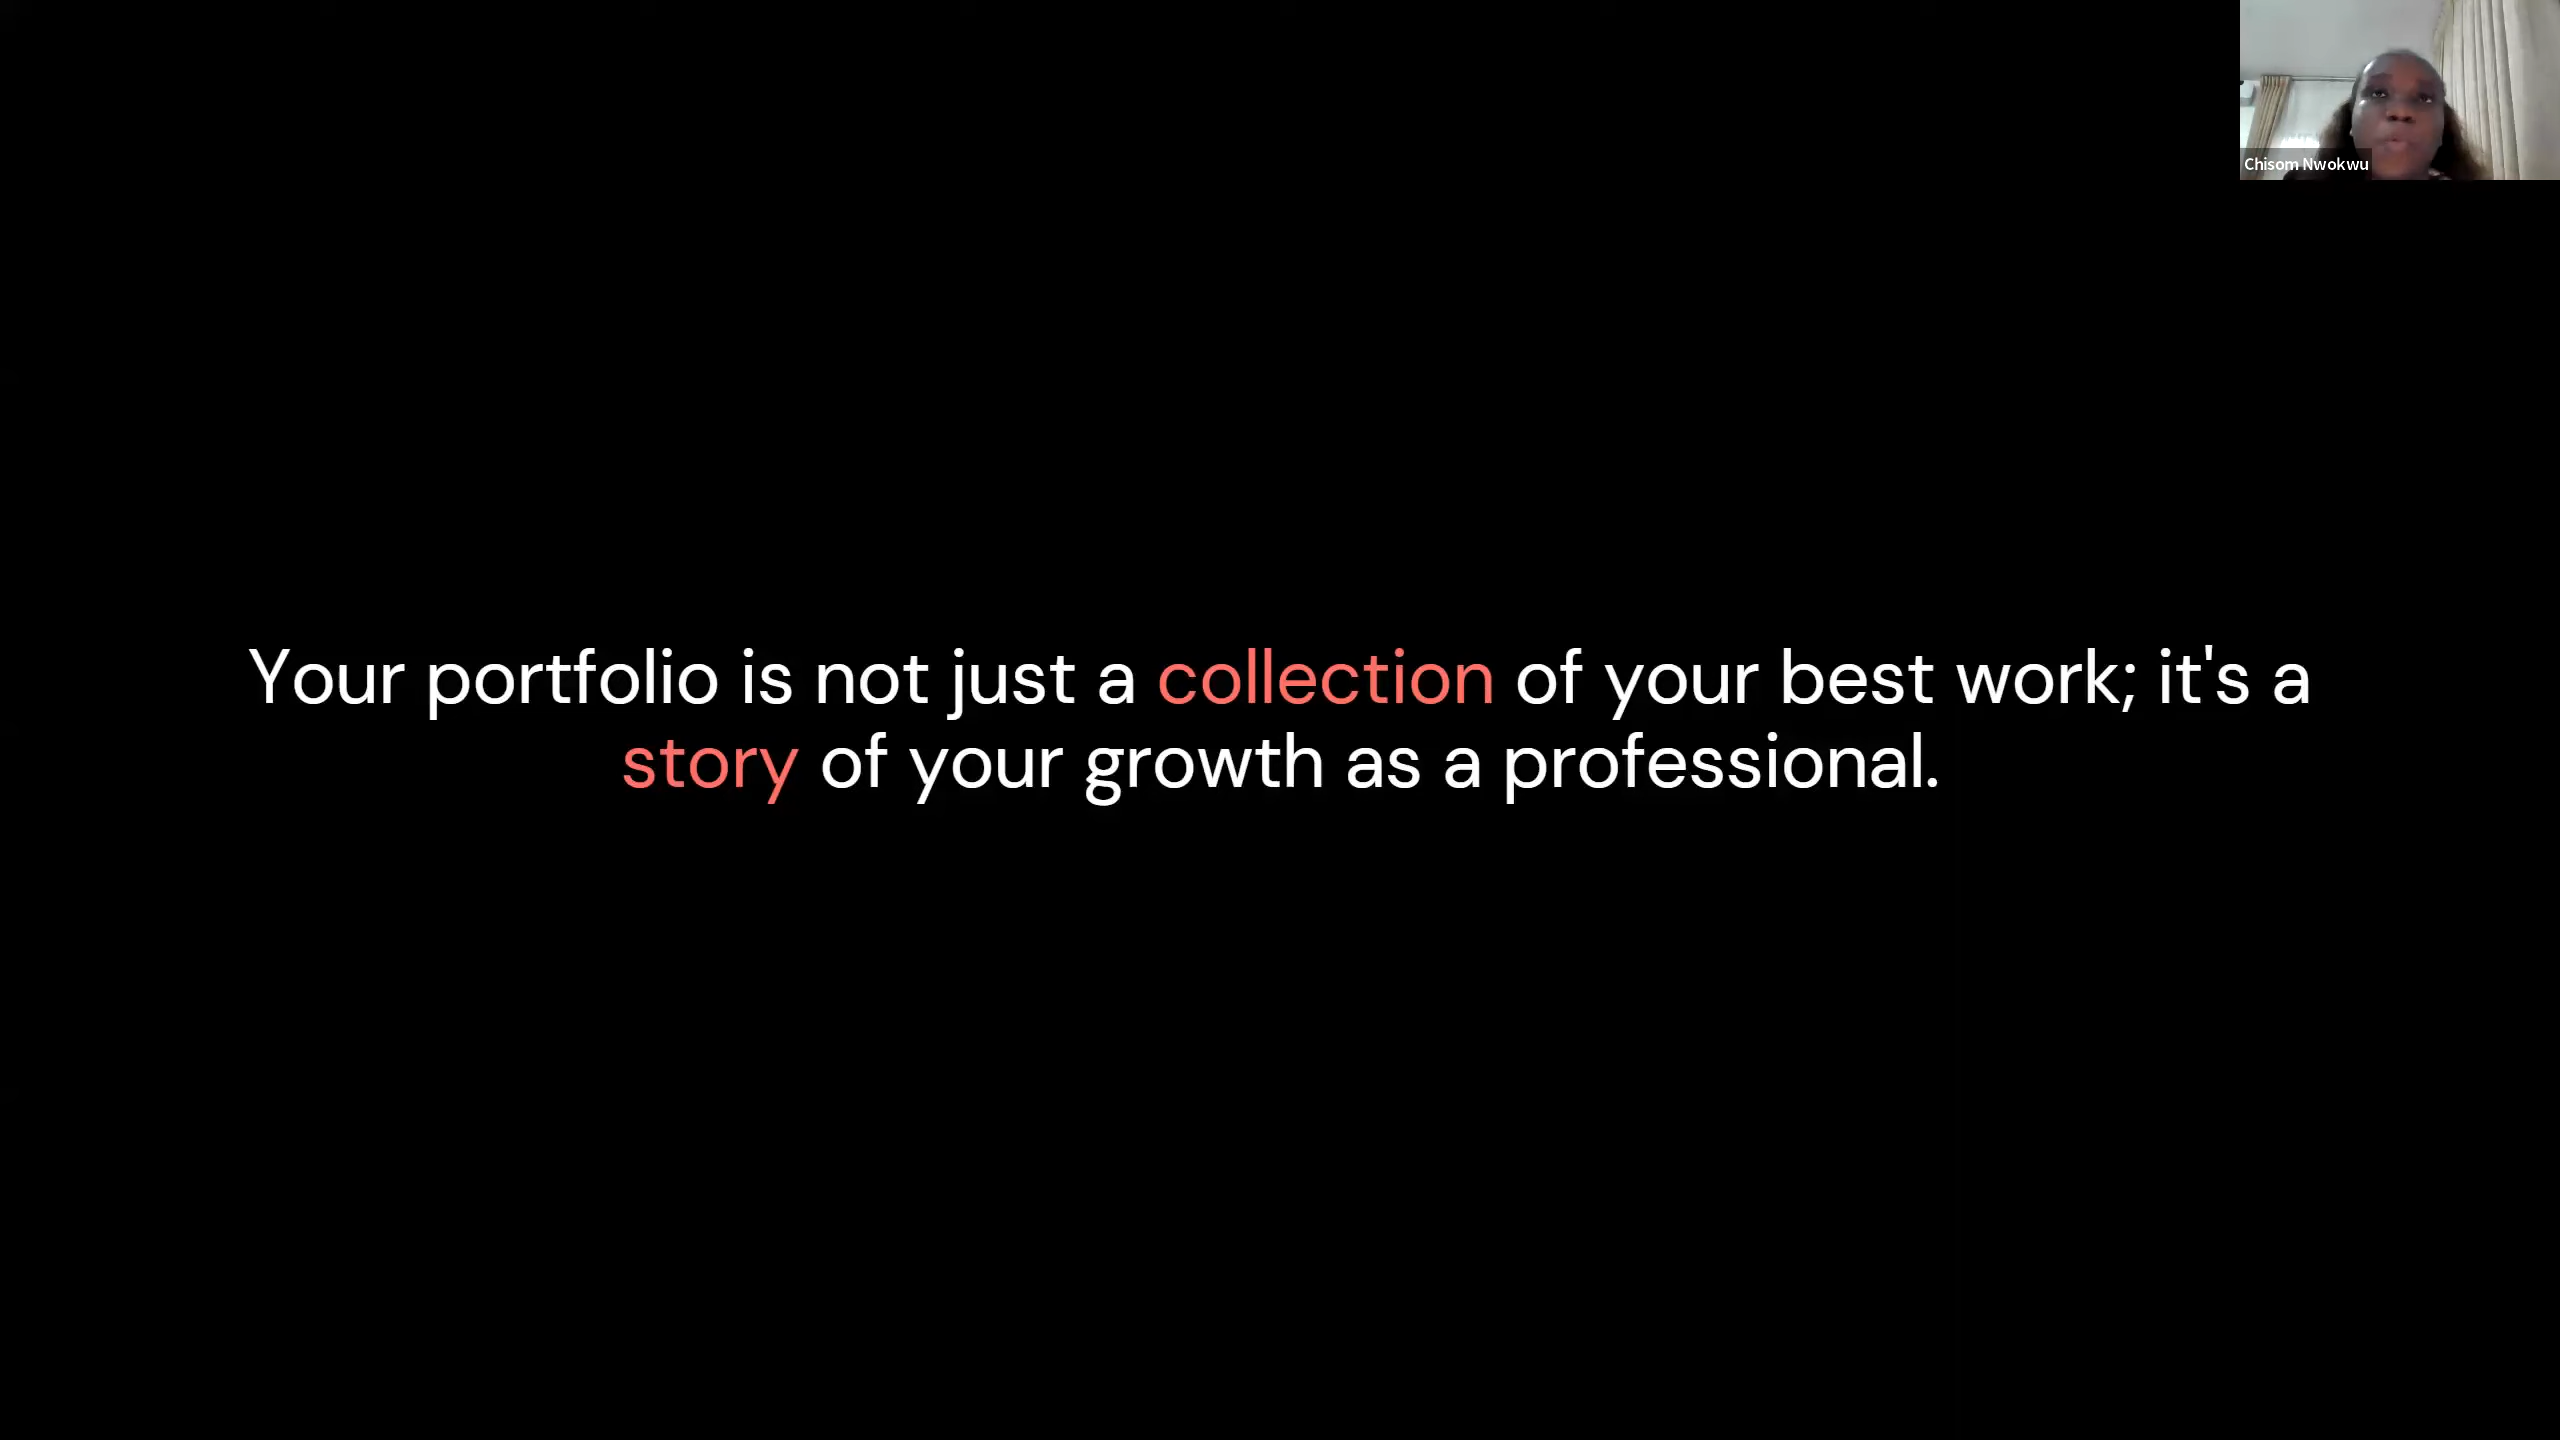 Chisom Nwokwu
Your portfolio is not just a collection of your best work; it's a
story of your growth as a professional.